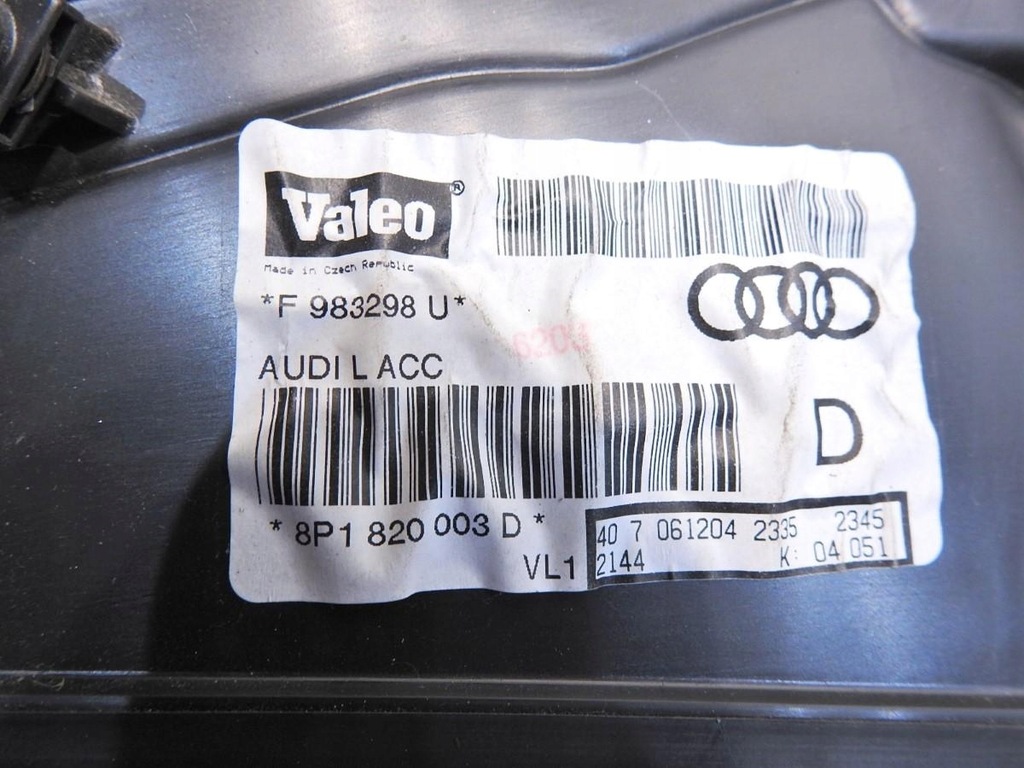 Valeo®
Made in Czech Republic
*F 983298 U*
6203
AUDI L ACC
D
* 8P1 820 003 D *
VL1
40 7 061204 2335 2345
2144 K: 04 051